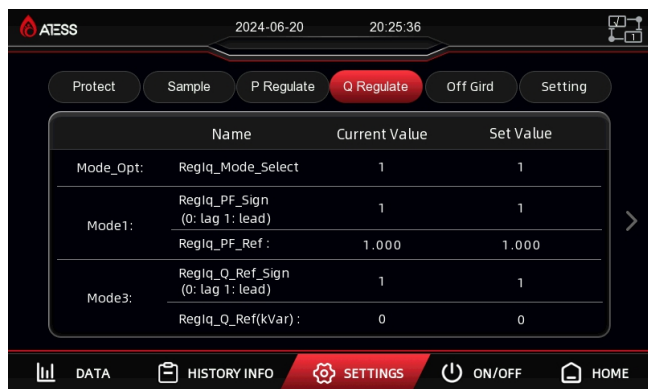 ATESS 2024-06-20 20:25:36
1
Protect Sample P Regulate Q Regulate Off Gird Setting
Name Current Value Set Value
Mode_Opt: RegIq_Mode_Select 1 1
Mode1: RegIq_PF_Sign
(0: lag 1: lead) 1 1
RegIq_PF_Ref : 1.000 1.000
Mode3: RegIq_Q_Ref_Sign
(0: lag 1: lead) 1 1
RegIq_Q_Ref(kVar) : 0 0
DATA HISTORY INFO SETTINGS ON/OFF HOME